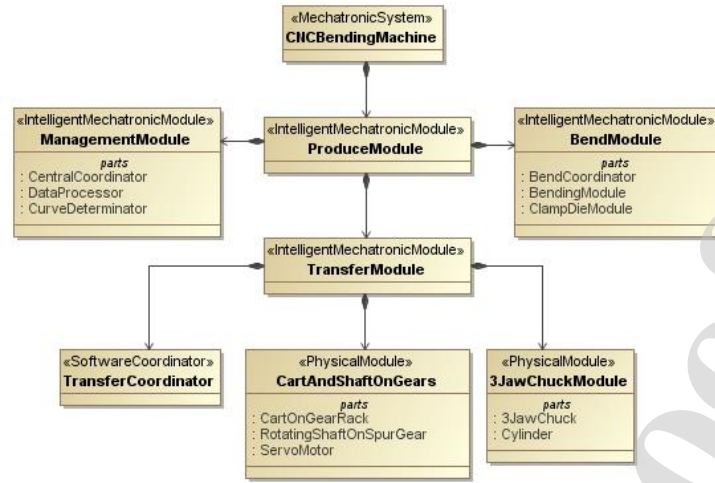 «MechatronicSystem»
CNCBendingMachine
«IntelligentMechatronicModule»
ManagementModule
parts
: CentralCoordinator
: DataProcessor
: CurveDeterminator
«IntelligentMechatronicModule»
ProduceModule
«IntelligentMechatronicModule»
BendModule
parts
: BendCoordinator
: BendingModule
: ClampDieModule
«IntelligentMechatronicModule»
TransferModule
«SoftwareCoordinator»
TransferCoordinator
«PhysicalModule»
CartAndShaftOnGears
parts
: CartOnGearRack
: RotatingShaftOnSpurGear
: ServoMotor
«PhysicalModule»
3JawChuckModule
parts
: 3JawChuck
: Cylinder